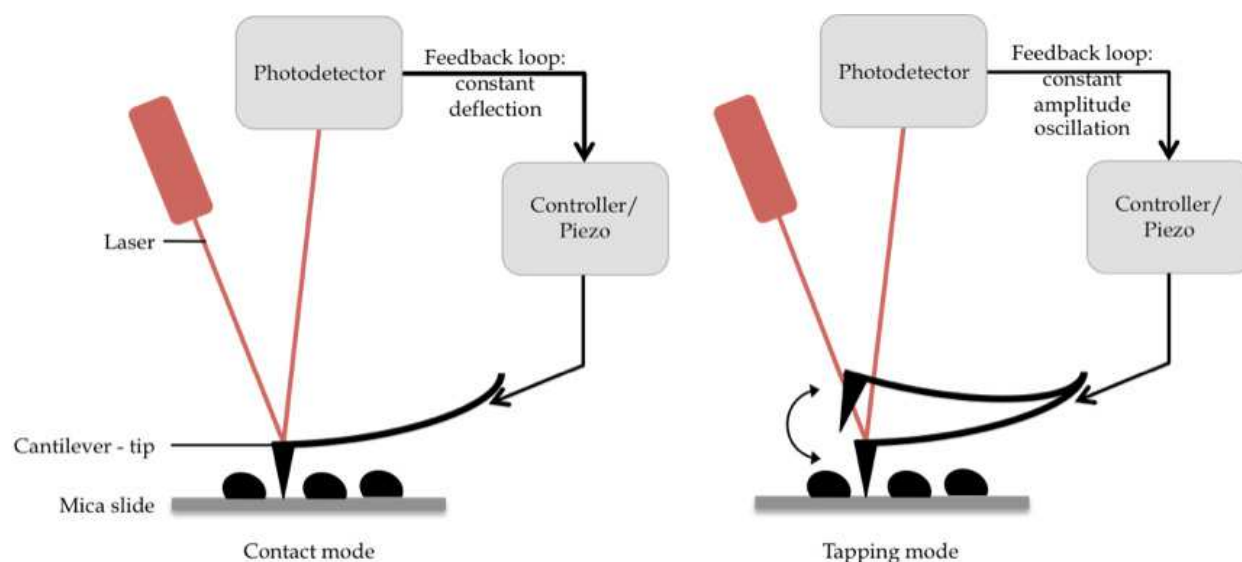 Photodetector
Feedback loop:
constant
deflection
Controller/
Piezo
Laser
Cantilever - tip
Mica slide
Contact mode
Photodetector
Feedback loop:
constant
amplitude
oscillation
Controller/
Piezo
Tapping mode